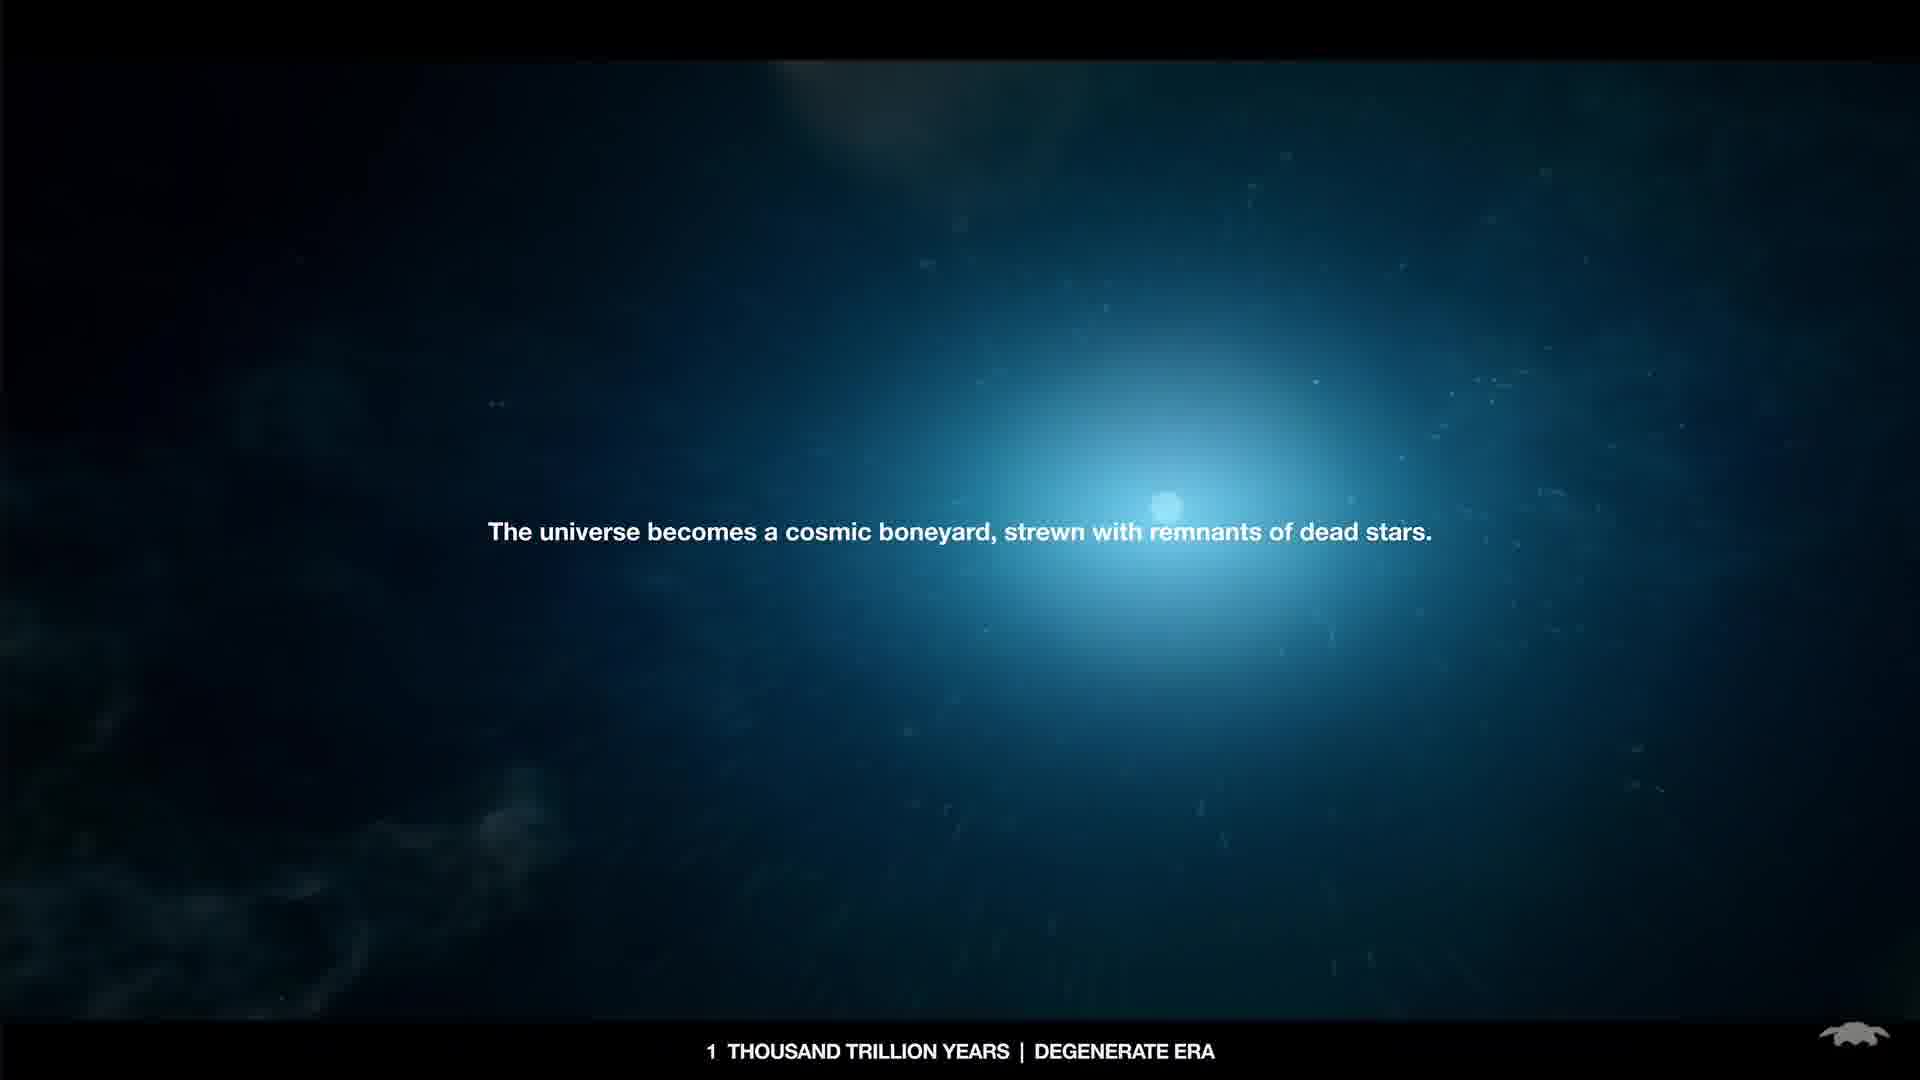 The universe becomes a cosmic boneyard, strewn with remnants of dead stars.
1 THOUSAND TRILLION YEARS | DEGENERATE ERA